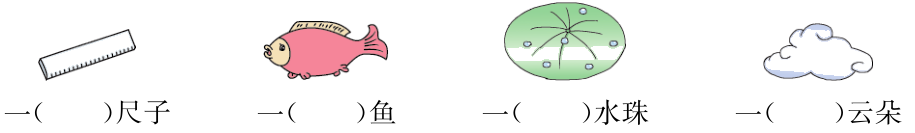 一(　　)尺子　　一(　　)鱼　　一(　　)水珠　　一(　　)云朵